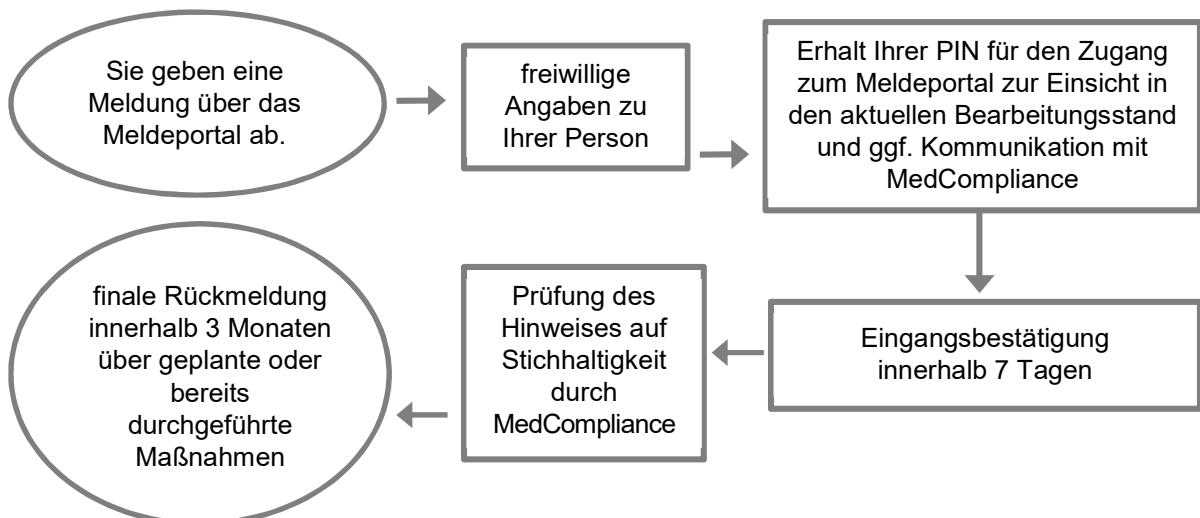 Sie geben eine
Meldung über das
Meldeportal ab.
freiwillige
Angaben zu
Ihrer Person
Erhalt Ihrer PIN für den Zugang
zum Meldeportal zur Einsicht in
den aktuellen Bearbeitungsstand
und ggf. Kommunikation mit
MedCompliance
Eingangsbestätigung
innerhalb 7 Tagen
Prüfung des
Hinweises auf
Stichhaltigkeit
durch
MedCompliance
finale Rückmeldung
innerhalb 3 Monaten
über geplante oder
bereits
durchgeführte
Maßnahmen